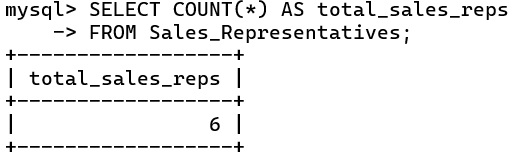 mysql> SELECT COUNT(*) AS total_sales_reps
    -> FROM Sales_Representatives;
+-----------------+
| total_sales_reps |
+-----------------+
|                6 |
+-----------------+